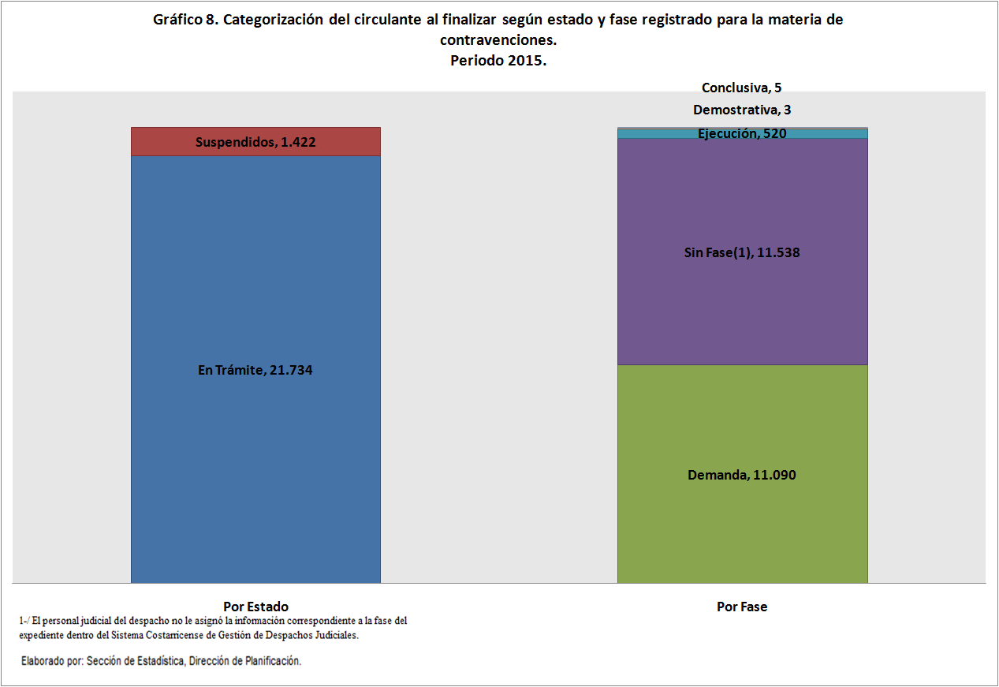 Gráfico 8. Categorización del circulante al finalizar según estado y fase registrado para la materia de
contravenciones.
Periodo 2015.
Conclusiva, 5
Demostrativa, 3
Ejecución, 520
Suspendidos, 1.422
Sin Fase(1), 11.538
En Trámite, 21.734
Demanda, 11.090
Por Estado
Por Fase
1-/ El personal judicial del despacho no le asignó la información correspondiente a la fase del
expediente dentro del Sistema Costarricense de Gestión de Despachos Judiciales.
Elaborado por: Sección de Estadística, Dirección de Planificación.